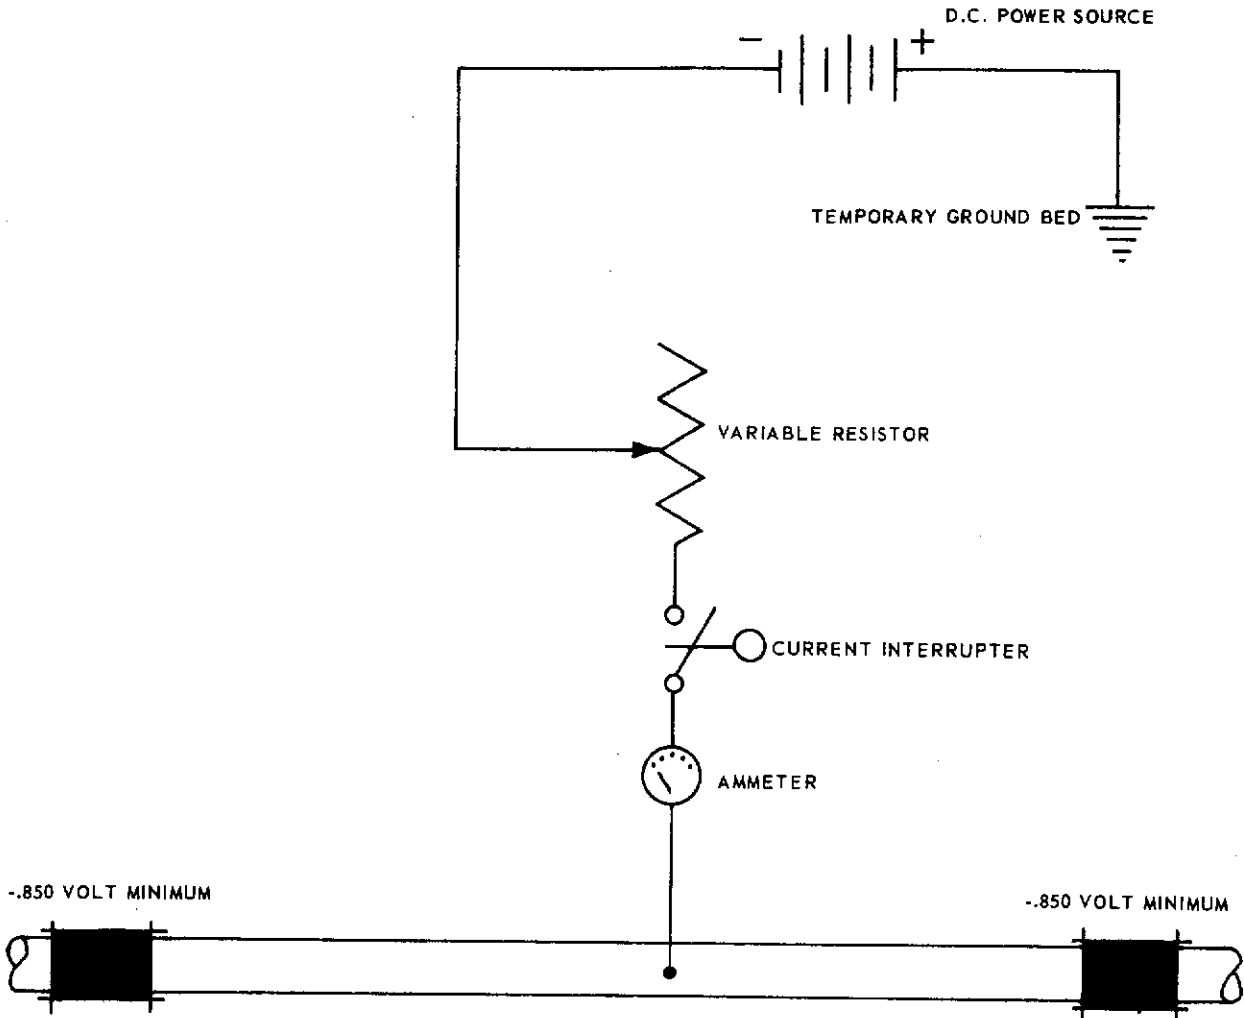 D.C. POWER SOURCE
− +
TEMPORARY GROUND BED
VARIABLE RESISTOR
CURRENT INTERRUPTER
AMMETER
-.850 VOLT MINIMUM
-.850 VOLT MINIMUM